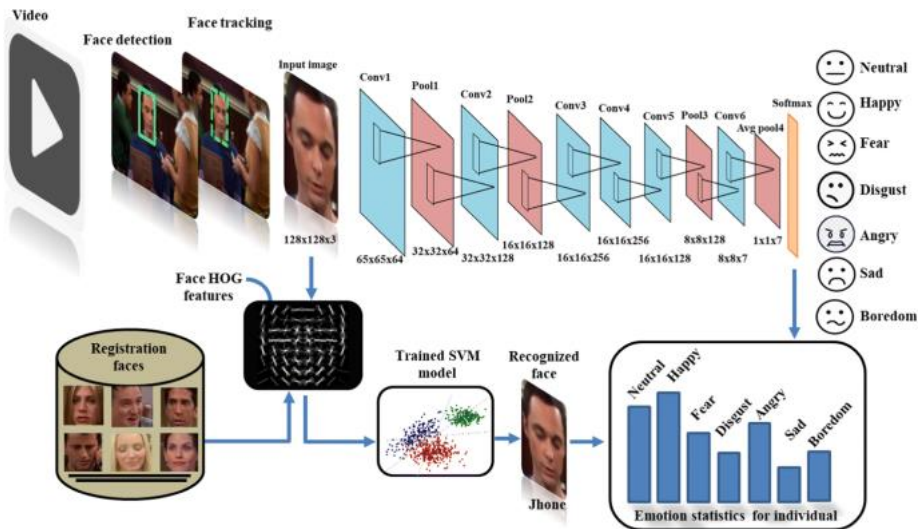 Video
Face detection
Face tracking
Input image
128x128x3
Conv1
65x65x64
Pool1
32x32x64
Conv2
32x32x128
Pool2
16x16x128
Conv3
16x16x256
Conv4
16x16x256
Conv5
16x16x128
Pool3
8x8x128
Conv6
8x8x7
Avg pool4
1x1x7
Softmax
Neutral
Happy
Fear
Disgust
Angry
Sad
Boredom
Face HOG
features
Registration
faces
Trained SVM
model
Recognized
face
Jhone
Neutral
Happy
Fear
Disgust
Angry
Sad
Boredom
Emotion statistics for individual